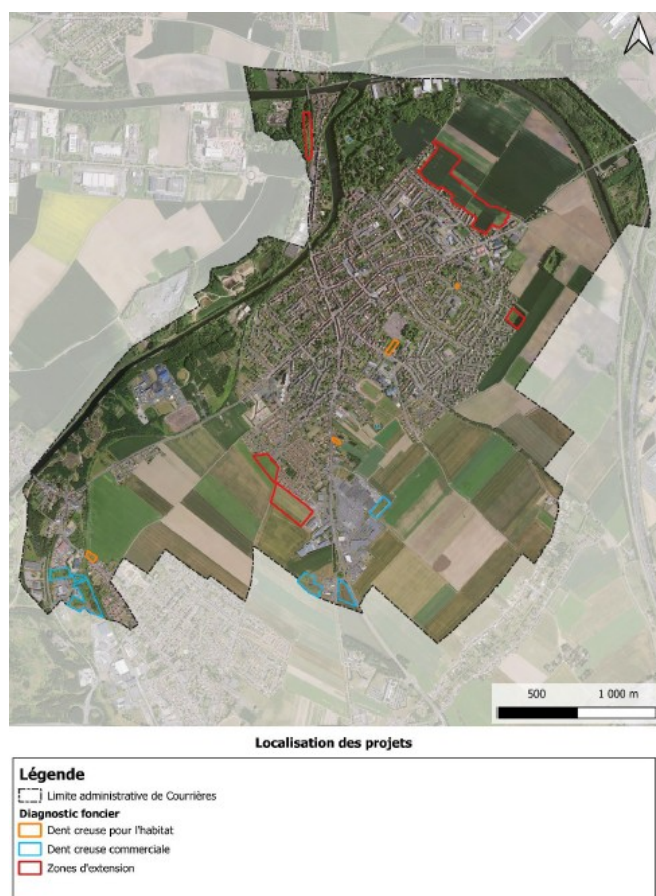 500 1 000 m
Localisation des projets
Légende
Limite administrative de Courrières
Diagnostic foncier
Dent creuse pour l'habitat
Dent creuse commerciale
Zones d'extension